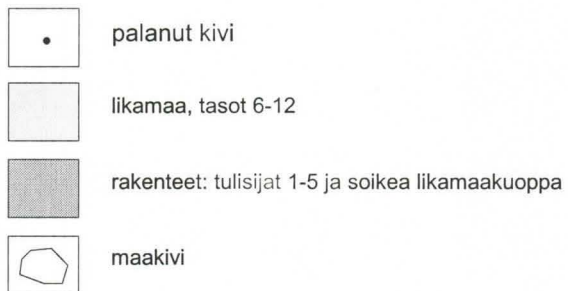 palanut kivi
likamaa, tasot 6-12
rakenteet: tulisijat 1-5 ja soikea likamaakuoppa
maakivi